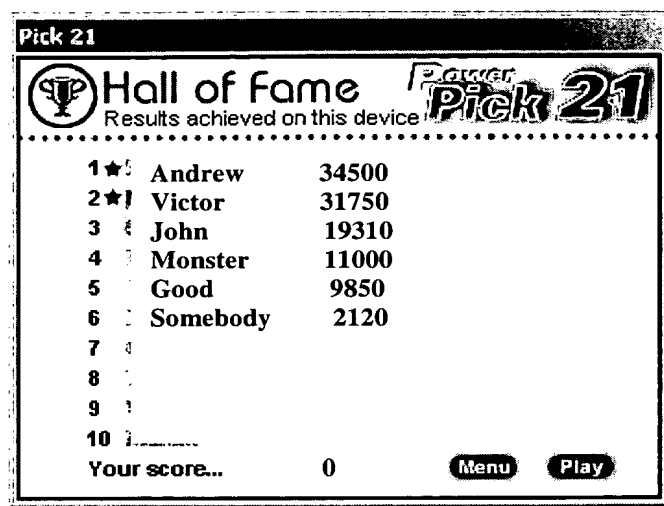 Pick 21
Hall of Fame
Results achieved on this device
Power
Pick 21
1 Andrew 34500
2 Victor 31750
3 John 19310
4 Monster 11000
5 Good 9850
6 Somebody 2120
7
8
9
10
Your score... 0 Menu Play